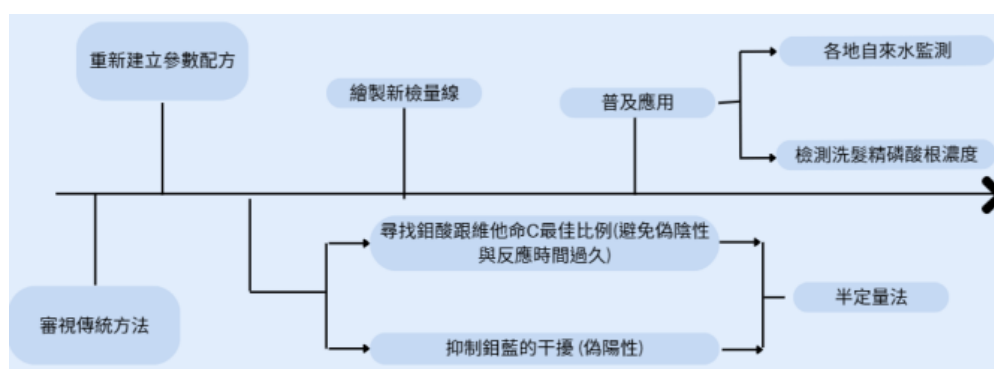 重新建立參數配方
繪製新檢量線
普及應用
各地自來水監測
檢測洗髮精磷酸根濃度
審視傳統方法
尋找鉬酸跟維他命C最佳比例(避免偽陰性
與反應時間過久)
抑制鉬藍的干擾 (偽陽性)
半定量法